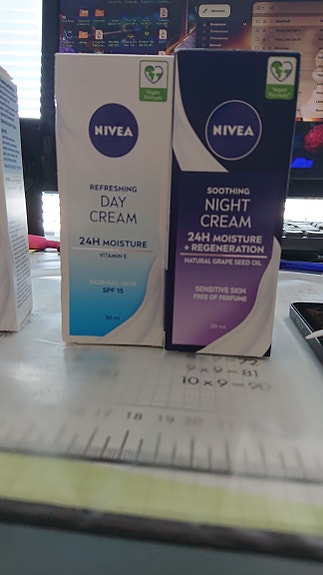 Vegan
Formula
NIVEA
REFRESHING
DAY
CREAM
24H MOISTURE
VITAMIN E
NORMAL SKIN
SPF 15
50 ml
Vegan
Formula
NIVEA
SOOTHING
NIGHT
CREAM
24H MOISTURE
+ REGENERATION
NATURAL GRAPE SEED OIL
SENSITIVE SKIN
FREE OF PERFUME
50 ml
9 × 9 – 81
10 × 9 – 90
18 19 20